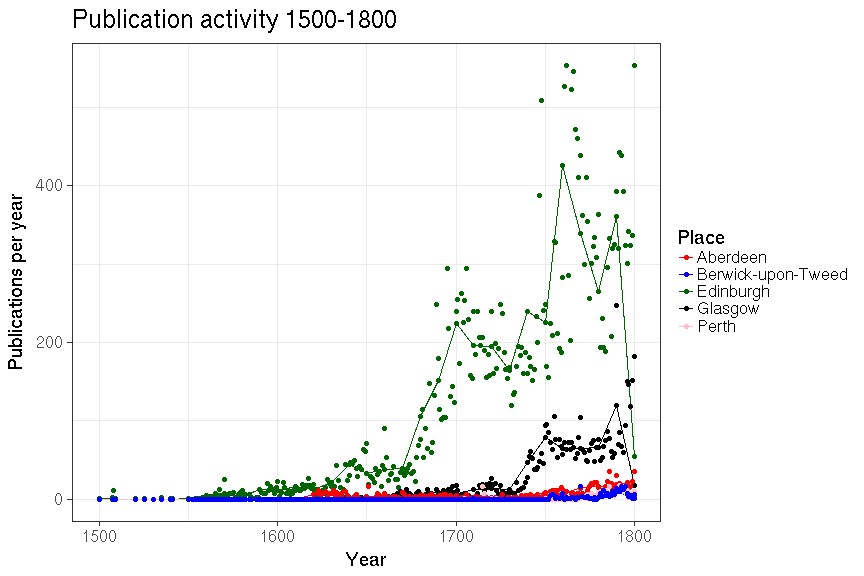 Publication activity 1500-1800
Publications per year
400
200
0
1500 1600 1700 1800
Year
Place
Aberdeen
Berwick-upon-Tweed
Edinburgh
Glasgow
Perth